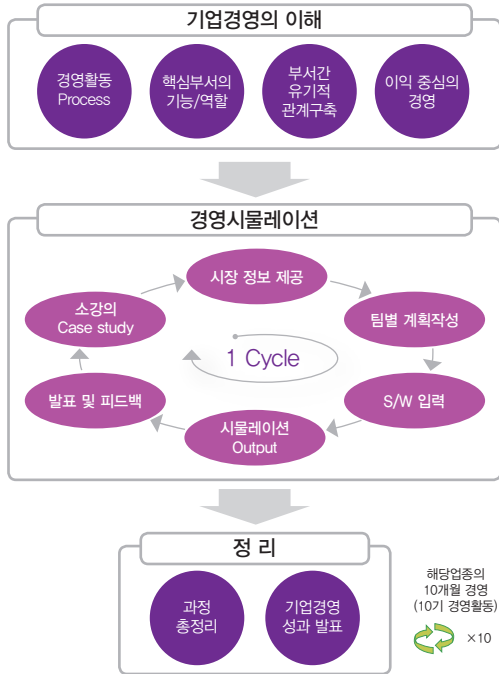 기업경영의 이해
경영활동
Process
핵심부서의
기능/역할
부서간
유기적
관계구축
이익 중심의
경영
경영시물레이션
시장 정보 제공
팀별 계획작성
S/W 입력
시물레이션
Output
발표 및 피드백
소강의
Case study
1 Cycle
정 리
과정
총정리
기업경영
성과 발표
해당업종의
10개월 경영
(10기 경영활동)
×10